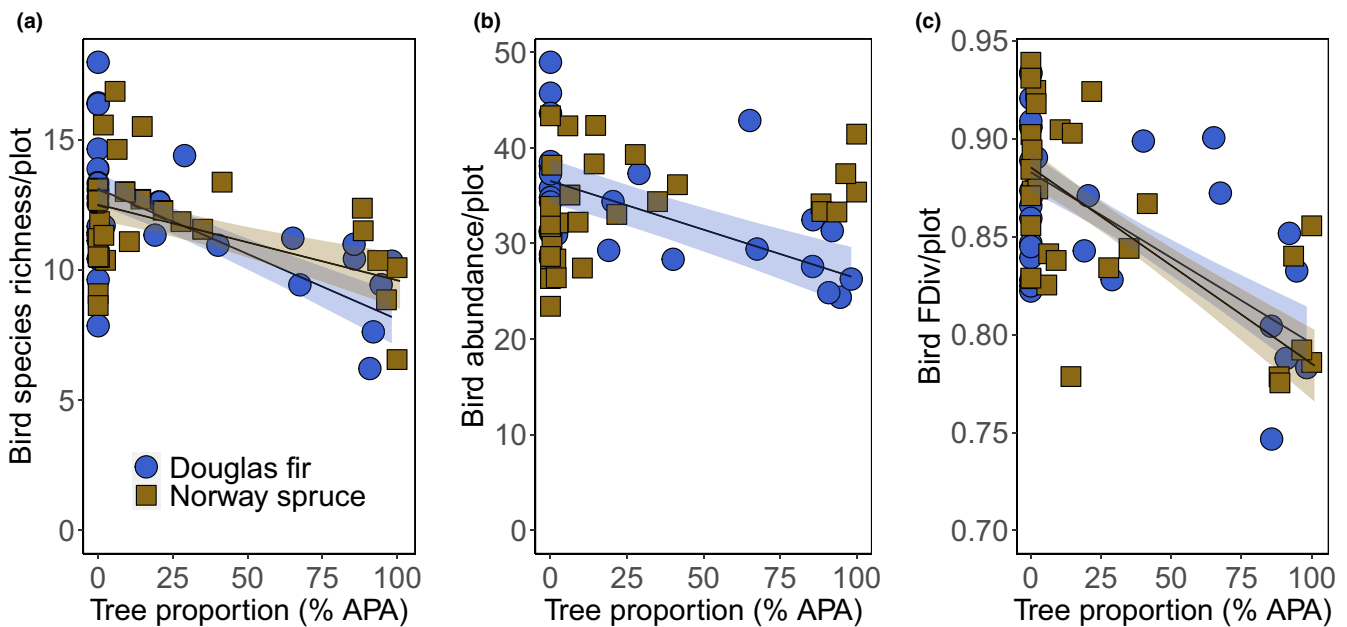 (a)
Bird species richness/plot
15
10
5
0
Douglas fir
Norway spruce
0 25 50 75 100
Tree proportion (% APA)
(b)
Bird abundance/plot
50
40
30
20
10
0
0 25 50 75 100
Tree proportion (% APA)
(c)
Bird FDiv/plot
0.95
0.90
0.85
0.80
0.75
0.70
0 25 50 75 100
Tree proportion (% APA)